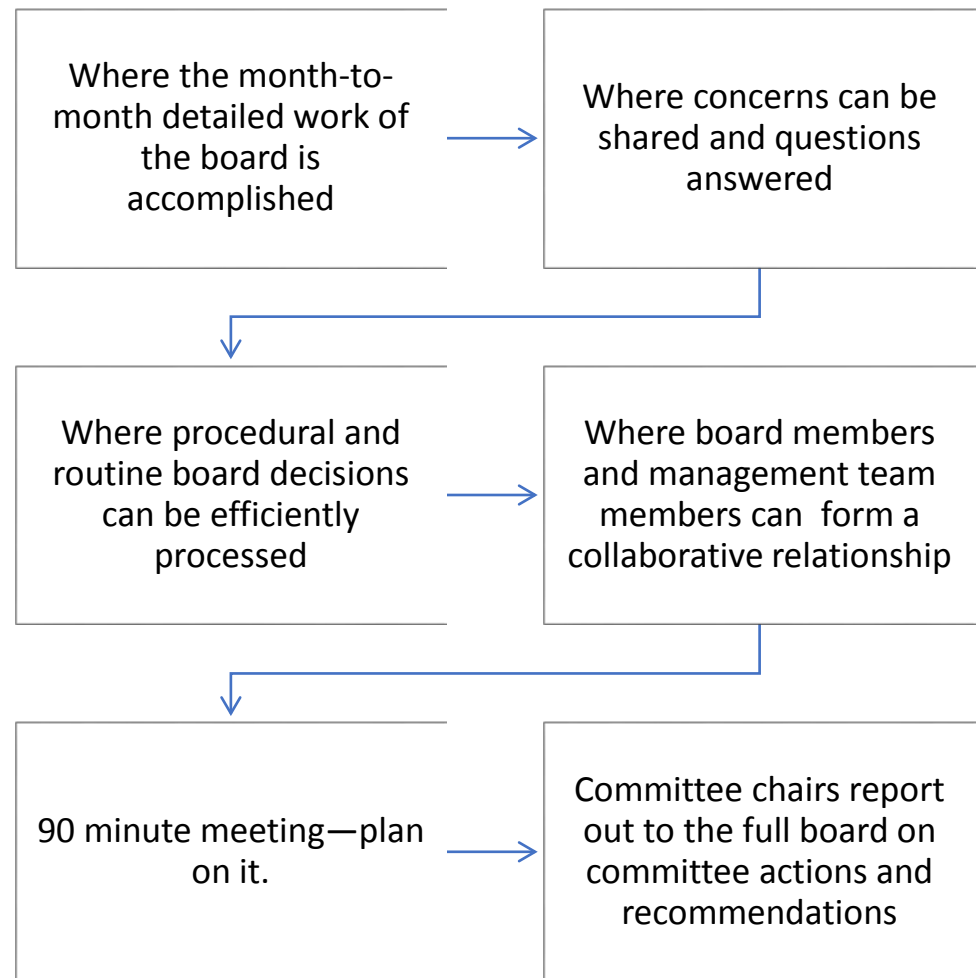 Where the month-to-
month detailed work of
the board is
accomplished
Where concerns can be
shared and questions
answered
Where procedural and
routine board decisions
can be efficiently
processed
Where board members
and management team
members can  form a
collaborative relationship
90 minute meeting—plan
on it.
Committee chairs report
out to the full board on
committee actions and
recommendations